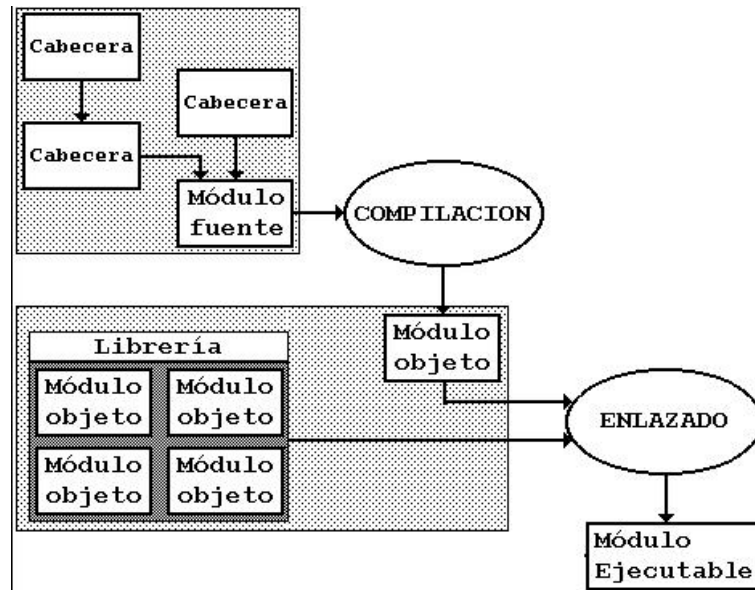 Cabecera
Cabecera
Cabecera
Módulo
fuente
COMPILACION
Módulo
objeto
Librería
Módulo
objeto
Módulo
objeto
Módulo
objeto
Módulo
objeto
ENLAZADO
Módulo
Ejecutable